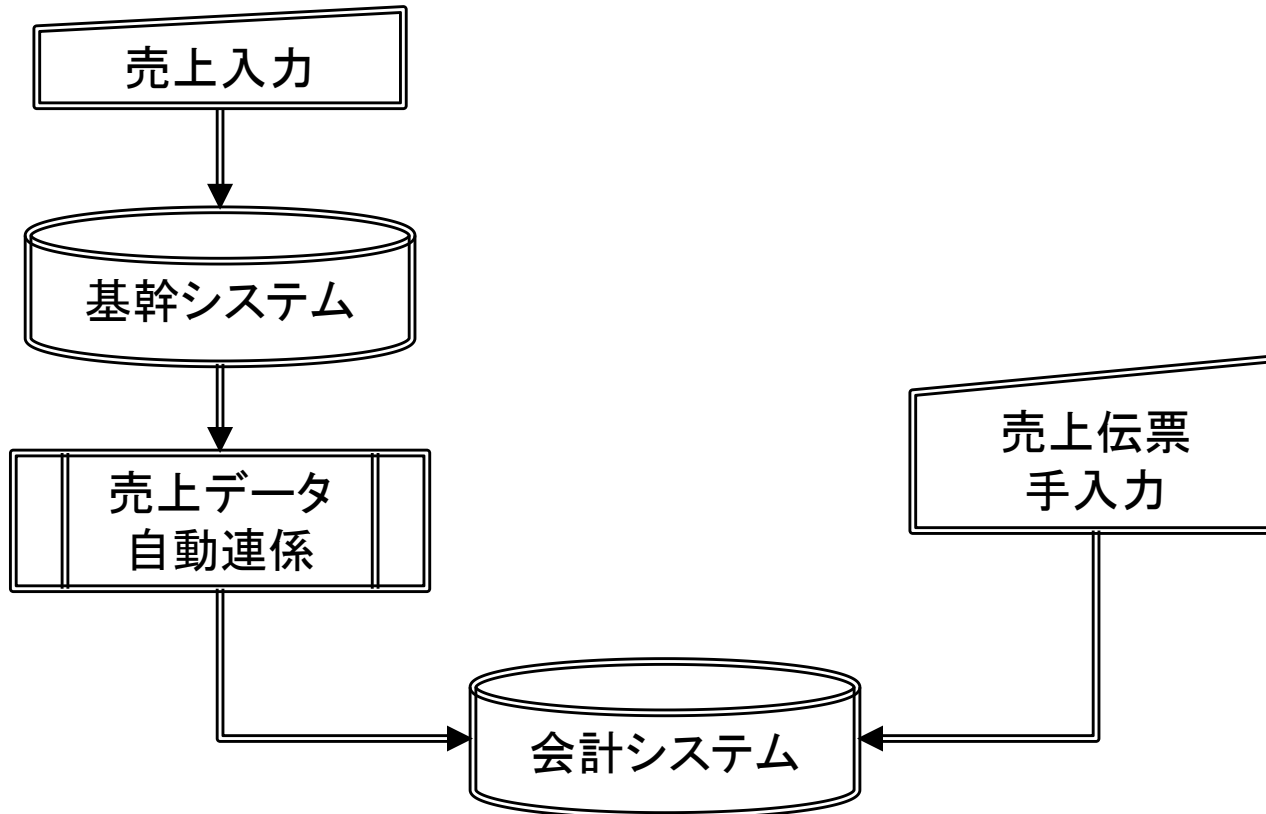 売上入力
基幹システム
売上データ
自動連係
売上伝票
手入力
会計システム